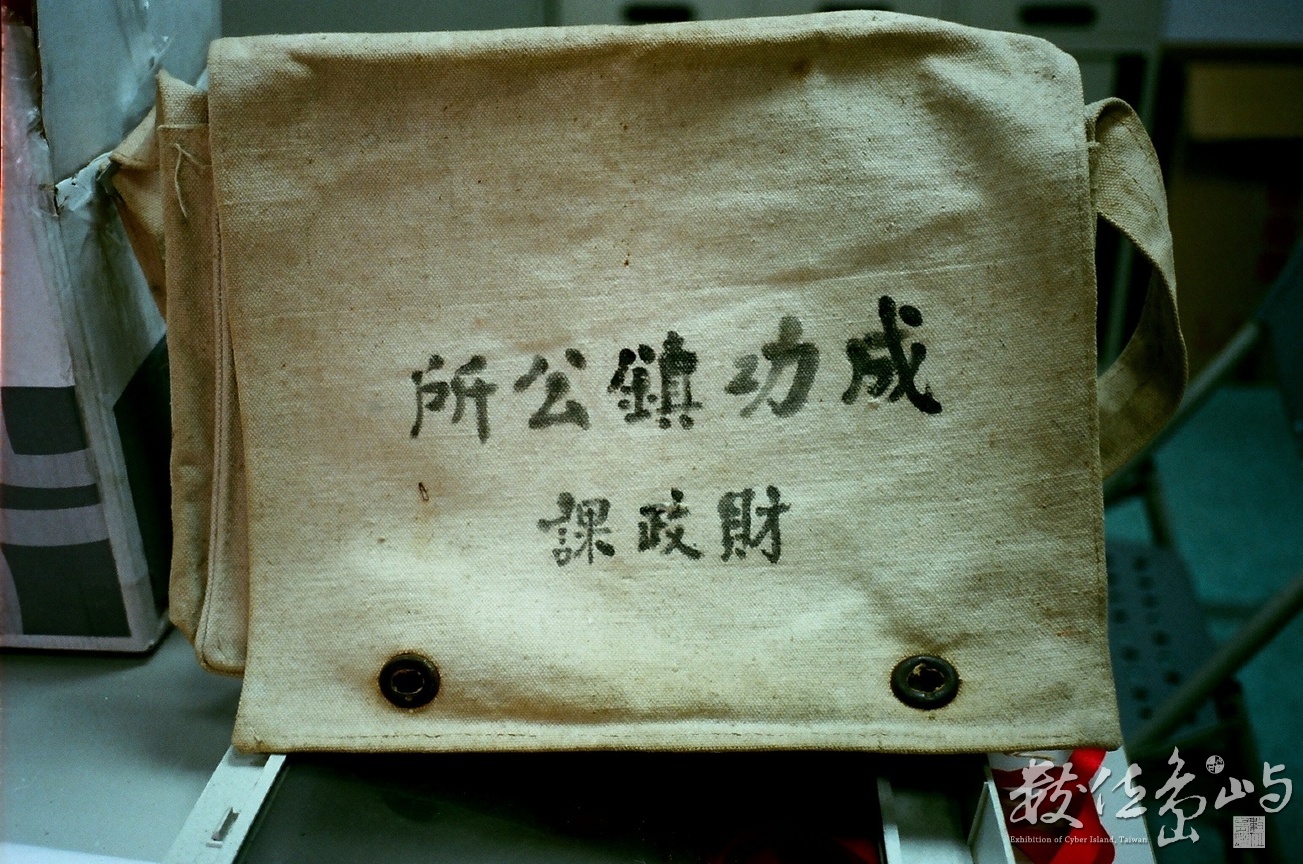 成功鎮公所
財政課
數位島嶼
Exhibition of Cyber Island, Taiwan